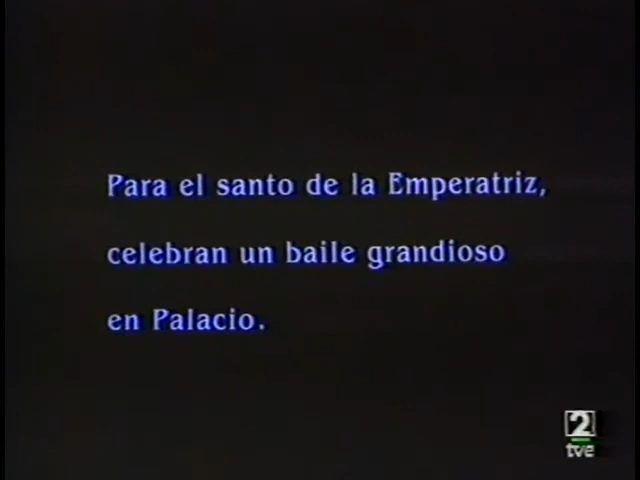 Para el santo de la Emperatriz,
celebran un baile grandioso
en Palacio.
2
tve